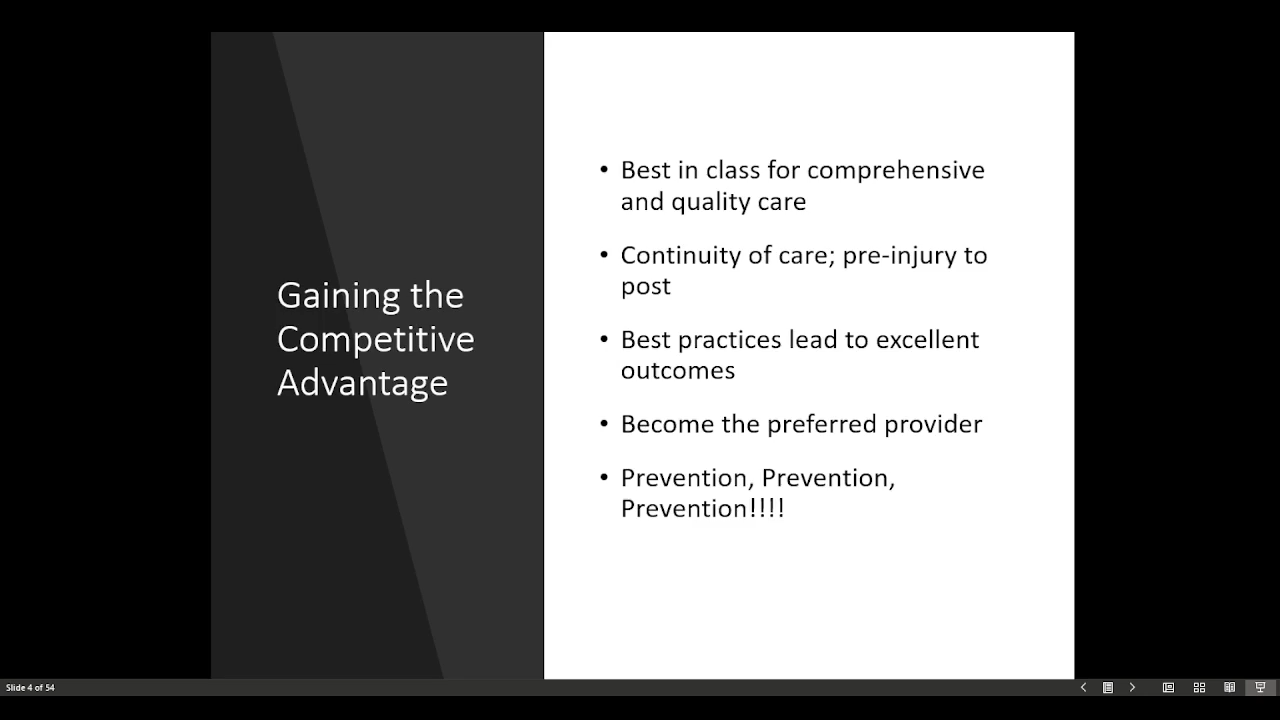 Gaining the
Competitive
Advantage
• Best in class for comprehensive
and quality care
• Continuity of care; pre-injury to
post
• Best practices lead to excellent
outcomes
• Become the preferred provider
• Prevention, Prevention,
Prevention!!!!
Slide 4 of 54